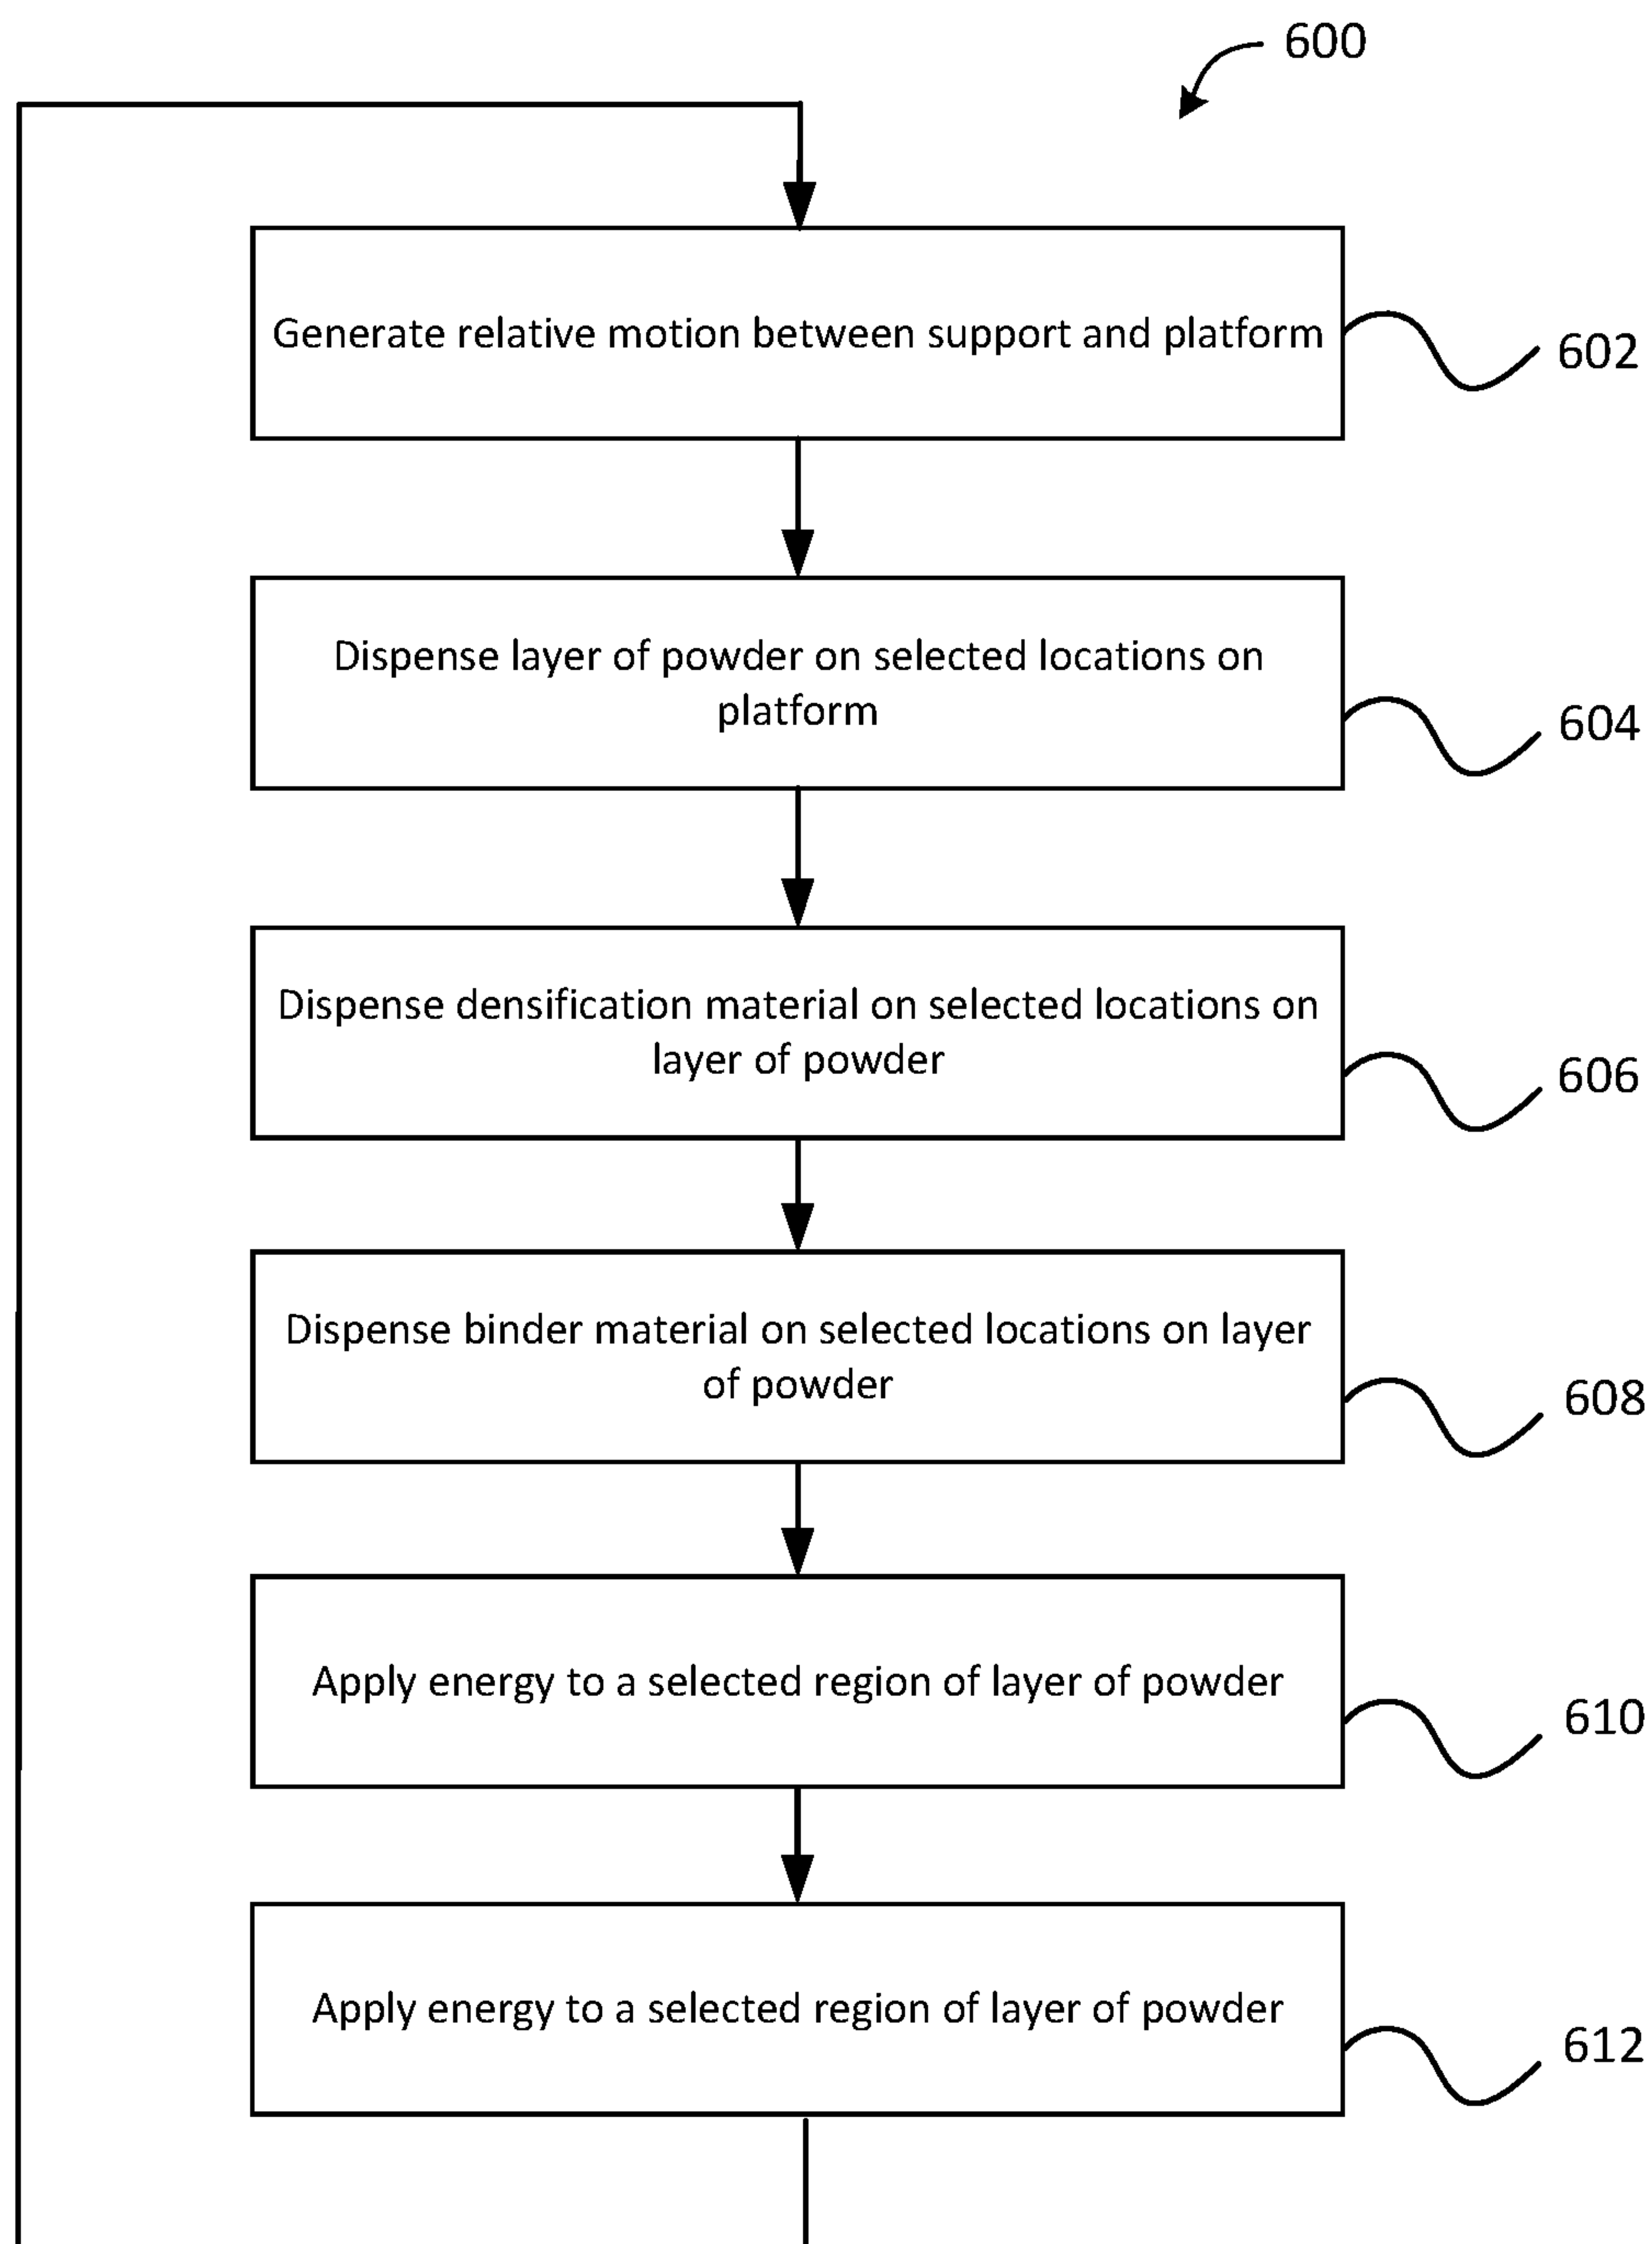 600
Generate relative motion between support and platform
602
Dispense layer of powder on selected locations on
platform
604
Dispense densification material on selected locations on
layer of powder
606
Dispense binder material on selected locations on layer
of powder
608
Apply energy to a selected region of layer of powder
610
Apply energy to a selected region of layer of powder
612